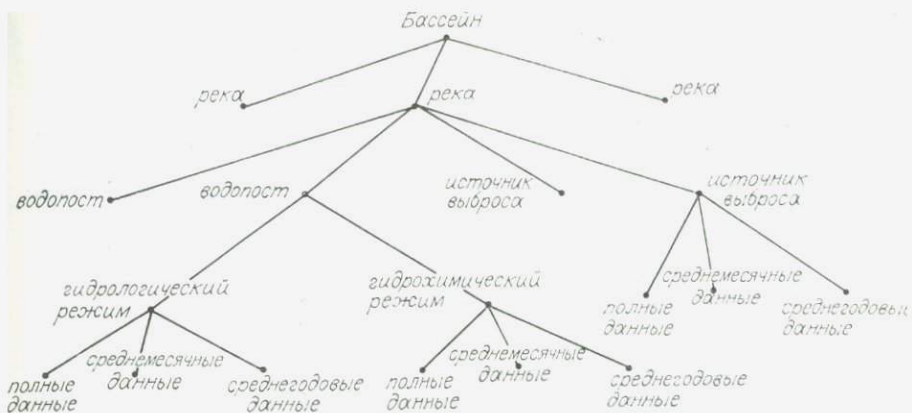 Бассейн
река
река
река
водопост
водопост
источник
выброса
источник
выброса
гидрологический
режим
гидрохимический
режим
полные
данные
среднемесячные
данные
среднегодовые
данные
полные
данные
среднемесячные
данные
среднегодовые
данные
полные
данные
среднемесячные
данные
среднегодовые
данные